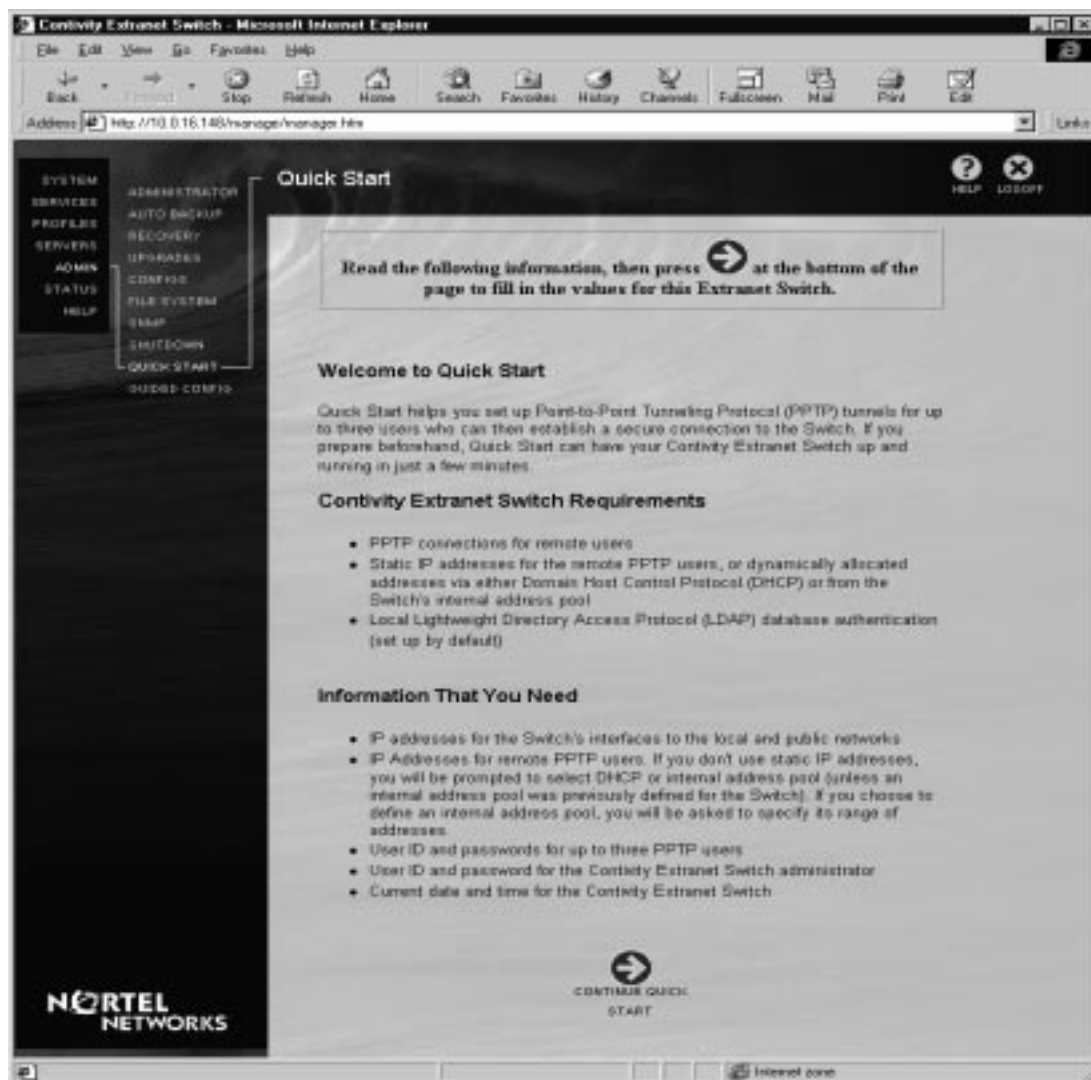 Contivity Extranet Switch - Microsoft Internet Explorer
File Edit View Go Favorites Help
Back Forward Stop Refresh Home Search Favorites History Channels Fullscreen Mail Print Edit
Address http://10.0.16.148/manage/manager.htm Links
SYSTEM
SERVICES
PROFILES
SERVERS
ADMIN
STATUS
HELP
ADMINISTRATOR
AUTO BACKUP
RECOVERY
UPGRADES
CONFIGS
FILE SYSTEM
SNMP
SHUTDOWN
QUICK START
GUIDED CONFIG
Quick Start
HELP LOGOFF
Read the following information, then press at the bottom of the
page to fill in the values for this Extranet Switch.
Welcome to Quick Start
Quick Start helps you set up Point-to-Point Tunneling Protocol (PPTP) tunnels for up
to three users who can then establish a secure connection to the Switch. If you
prepare beforehand, Quick Start can have your Contivity Extranet Switch up and
running in just a few minutes.
Contivity Extranet Switch Requirements
• PPTP connections for remote users
• Static IP addresses for the remote PPTP users, or dynamically allocated
addresses via either Domain Host Control Protocol (DHCP) or from the
Switch's internal address pool
• Local Lightweight Directory Access Protocol (LDAP) database authentication
(set up by default)
Information That You Need
• IP addresses for the Switch's interfaces to the local and public networks
• IP Addresses for remote PPTP users. If you don't use static IP addresses,
you will be prompted to select DHCP or internal address pool (unless an
internal address pool was previously defined for the Switch). If you choose to
define an internal address pool, you will be asked to specify its range of
addresses.
• User ID and passwords for up to three PPTP users
• User ID and password for the Contivity Extranet Switch administrator
• Current date and time for the Contivity Extranet Switch
CONTINUE QUICK
START
NORTEL
NETWORKS
Internet zone